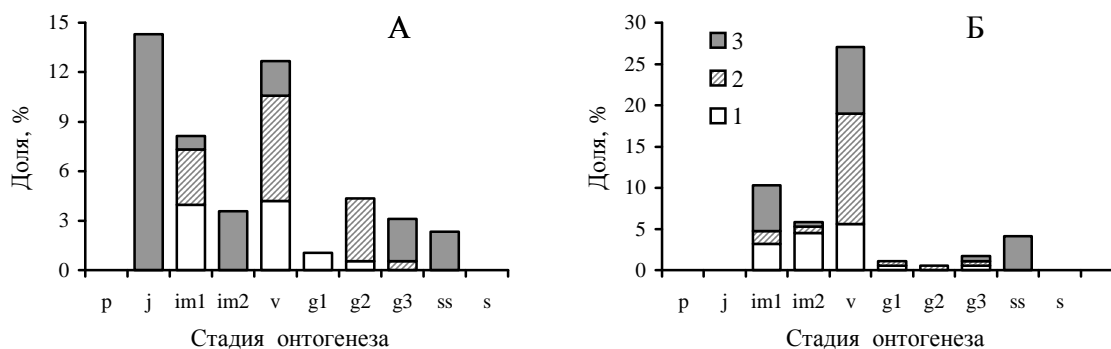 А
Доля, %
15
12
9
6
3
0
p j im1 im2 v g1 g2 g3 ss s
Стадия онтогенеза
Б
Доля, %
30
25
20
15
10
5
0
3
2
1
p j im1 im2 v g1 g2 g3 ss s
Стадия онтогенеза